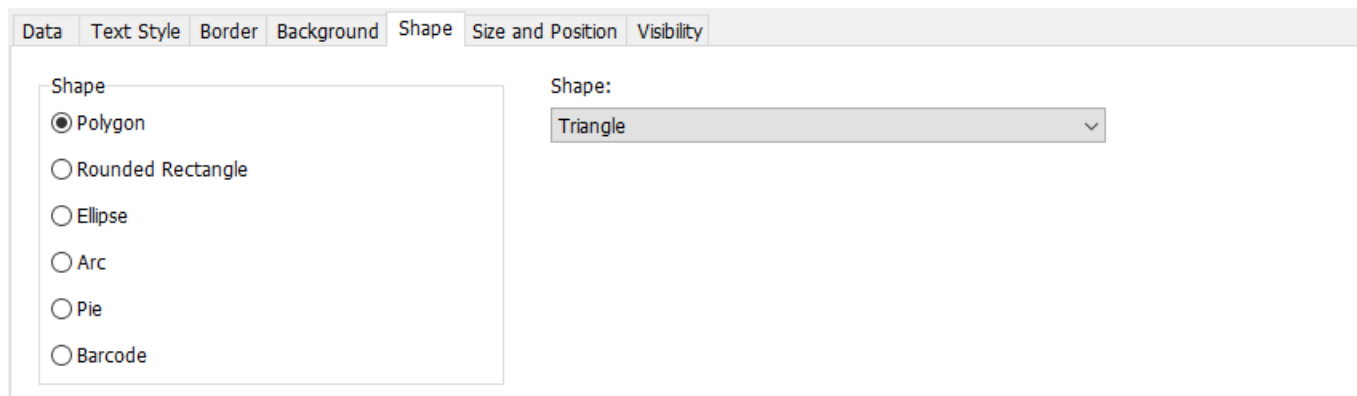 Data Text Style Border Background Shape Size and Position Visibility
Shape
Polygon
Rounded Rectangle
Ellipse
Arc
Pie
Barcode
Shape:
Triangle